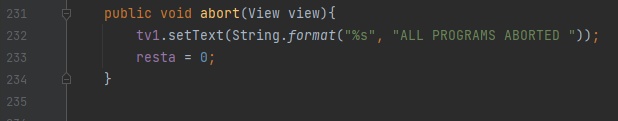 231 public void abort(View view){
232 tv1.setText(String.format("%s", "ALL PROGRAMS ABORTED "));
233 resta = 0;
234 }
235